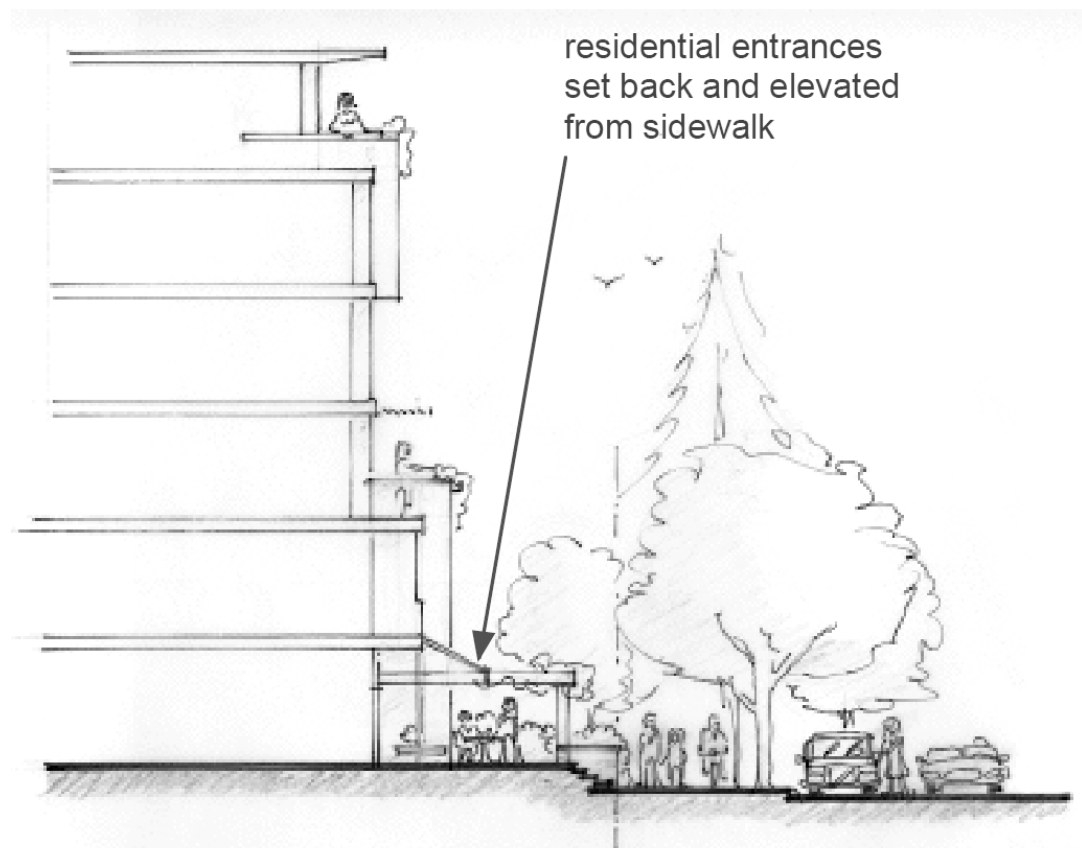 residential entrances
set back and elevated
from sidewalk